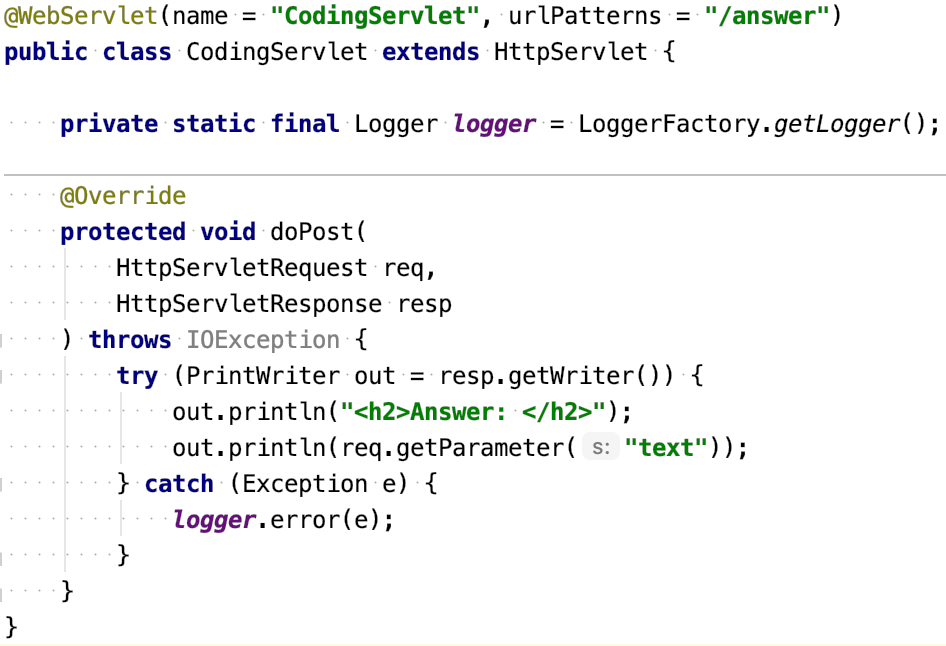 @WebServlet(name = "CodingServlet", urlPatterns = "/answer")
public class CodingServlet extends HttpServlet {

    private static final Logger logger = LoggerFactory.getLogger();

    @Override
    protected void doPost(
        HttpServletRequest req,
        HttpServletResponse resp
    ) throws IOException {
        try (PrintWriter out = resp.getWriter()) {
            out.println("<h2>Answer: </h2>");
            out.println(req.getParameter( s: "text"));
        } catch (Exception e) {
            logger.error(e);
        }
    }
}